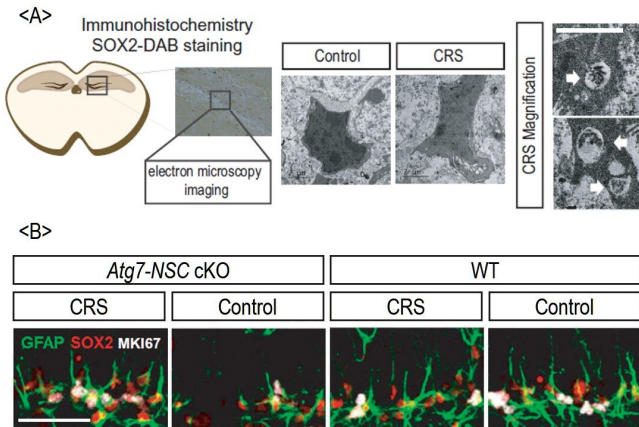 <A>
Immunohistochemistry
SOX2-DAB staining
electron microscopy
imaging
Control
CRS
CRS Magnification
<B>
Atg7-NSC cKO
WT
CRS
Control
CRS
Control
GFAP SOX2 MKI67